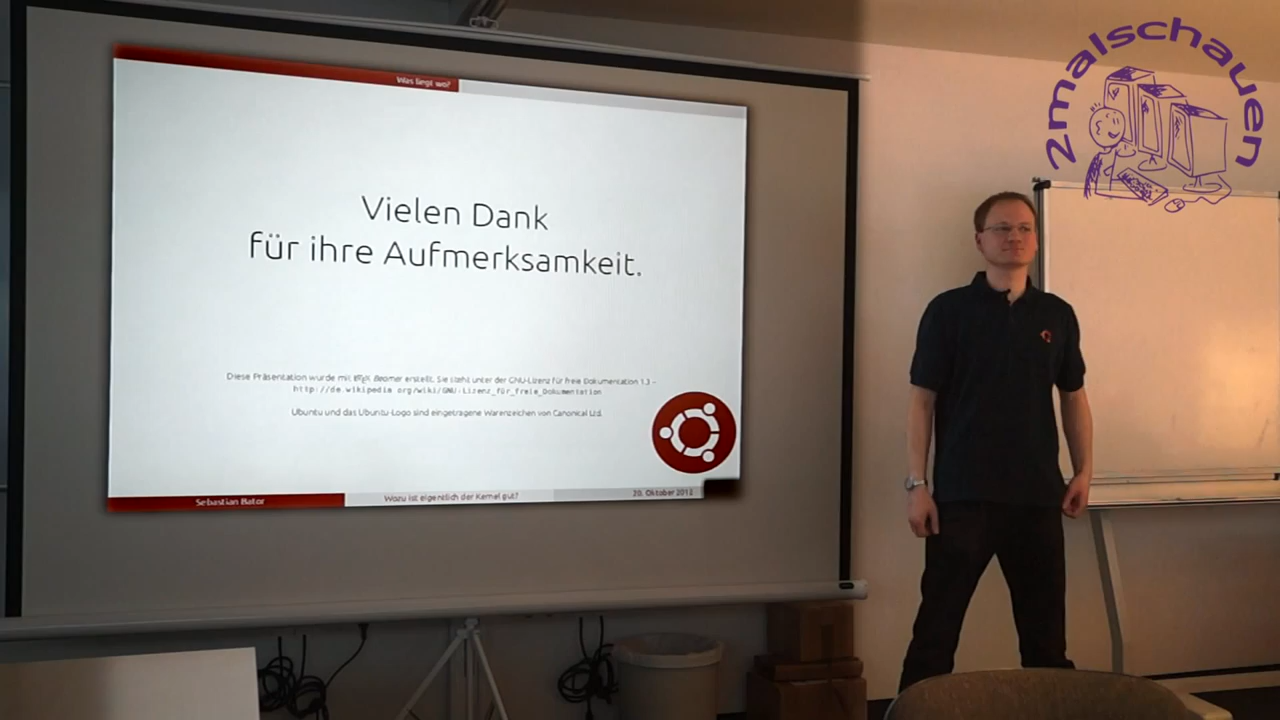 2malschauen
Was liegt wo?
Vielen Dank
für ihre Aufmerksamkeit.
Diese Präsentation wurde mit LATEX Beamer erstellt. Sie steht unter der GNU-Lizenz für freie Dokumentation 1.3 –
http://de.wikipedia.org/wiki/GNU-Lizenz_für_freie_Dokumentation
Ubuntu und das Ubuntu-Logo sind eingetragene Warenzeichen von Canonical Ltd.
Sebastian Bator Wozu ist eigentlich der Kernel gut? 20. Oktober 2012